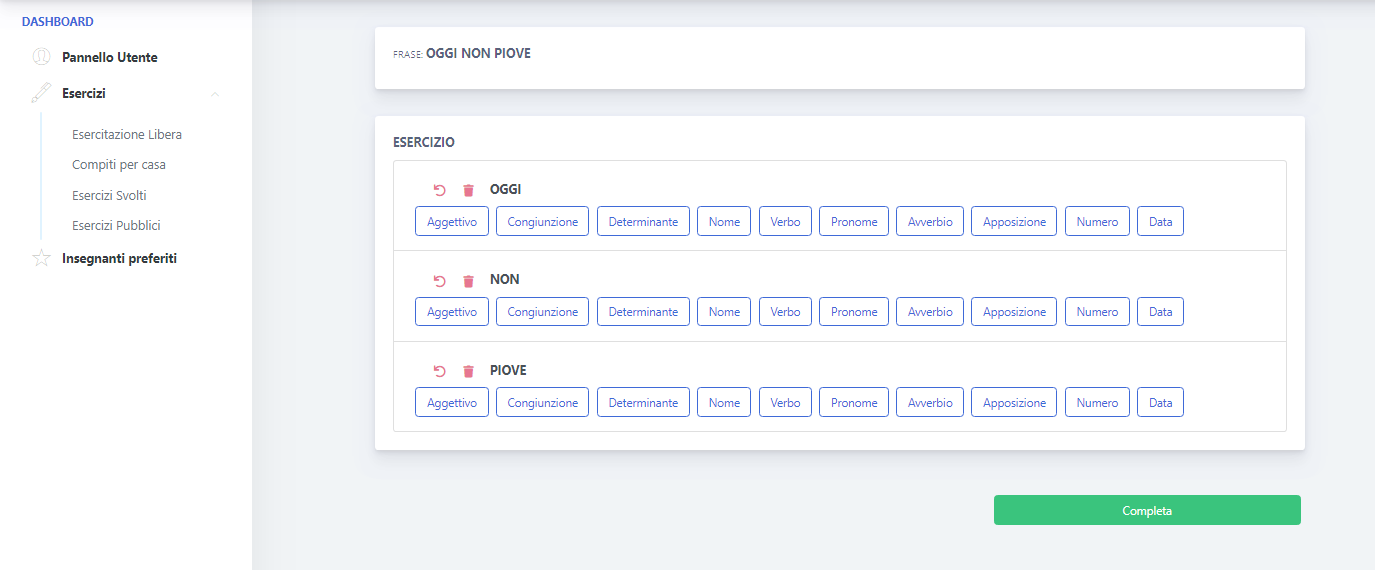 DASHBOARD
Pannello Utente
Esercizi
Esercitazione Libera
Compiti per casa
Esercizi Svolti
Esercizi Pubblici
Insegnanti preferiti
FRASE: OGGI NON PIOVE
ESERCIZIO
OGGI
Aggettivo Congiunzione Determinante Nome Verbo Pronome Avverbio Apposizione Numero Data
NON
Aggettivo Congiunzione Determinante Nome Verbo Pronome Avverbio Apposizione Numero Data
PIOVE
Aggettivo Congiunzione Determinante Nome Verbo Pronome Avverbio Apposizione Numero Data
Completa